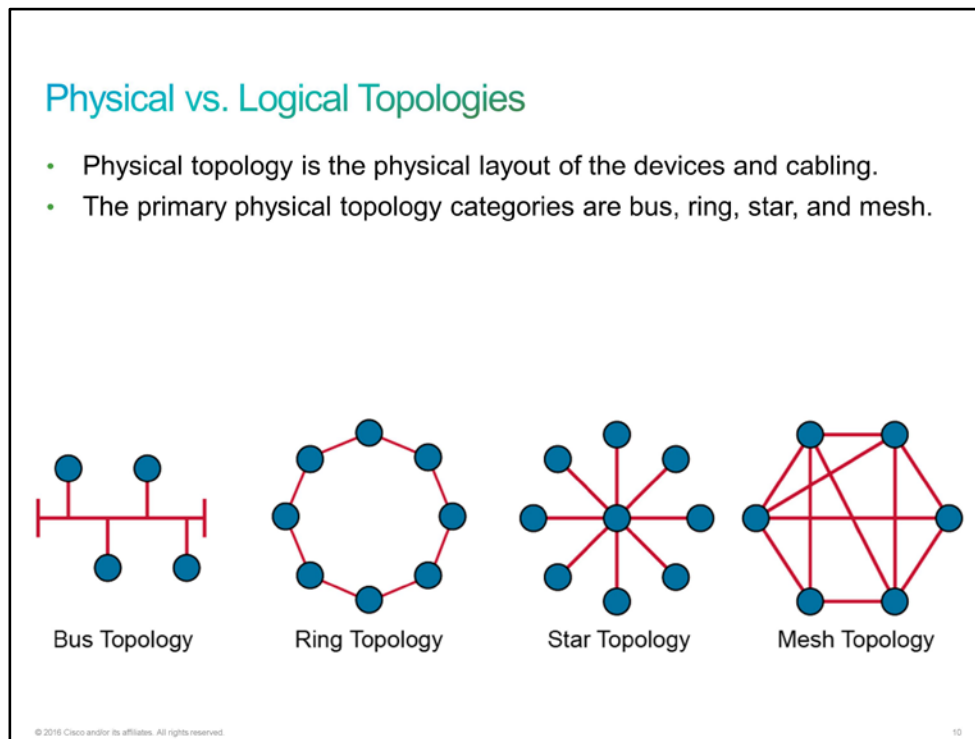 Physical vs. Logical Topologies
• Physical topology is the physical layout of the devices and cabling.
• The primary physical topology categories are bus, ring, star, and mesh.
Bus Topology
Ring Topology
Star Topology
Mesh Topology
© 2016 Cisco and/or its affiliates. All rights reserved.
10